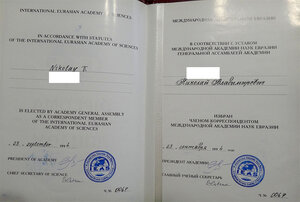 INTERNATIONAL EURASIAN ACADEMY OF SCIENCES
IN ACCORDANCE WITH STATUTES
OF THE INTERNATIONAL EURASIAN ACADEMY OF SCIENCES
Nikolay T.
IS ELECTED BY ACADEMY GENERAL ASSEMBLY
AS A CORRESPONDENT MEMBER
OF THE INTERNATIONAL EURASIAN
ACADEMY OF SCIENCES
september
PRESIDENT OF ACADEMY
CHIEF SECRETARY OF SCIENCE
МЕЖДУНАРОДНАЯ АКАДЕМИЯ НАУК ЕВРАЗИИ
В СООТВЕТСТВИИ С УСТАВОМ
МЕЖДУНАРОДНОЙ АКАДЕМИИ НАУК ЕВРАЗИИ
ГЕНЕРАЛЬНОЙ АССАМБЛЕЕЙ АКАДЕМИИ
Николай Владимирович
ИЗБРАН
ЧЛЕНОМ-КОРРЕСПОНДЕНТОМ
МЕЖДУНАРОДНОЙ АКАДЕМИИ НАУК ЕВРАЗИИ
сентября
ПРЕЗИДЕНТ АКАДЕМИИ
ГЛАВНЫЙ УЧЕНЫЙ СЕКРЕТАРЬ